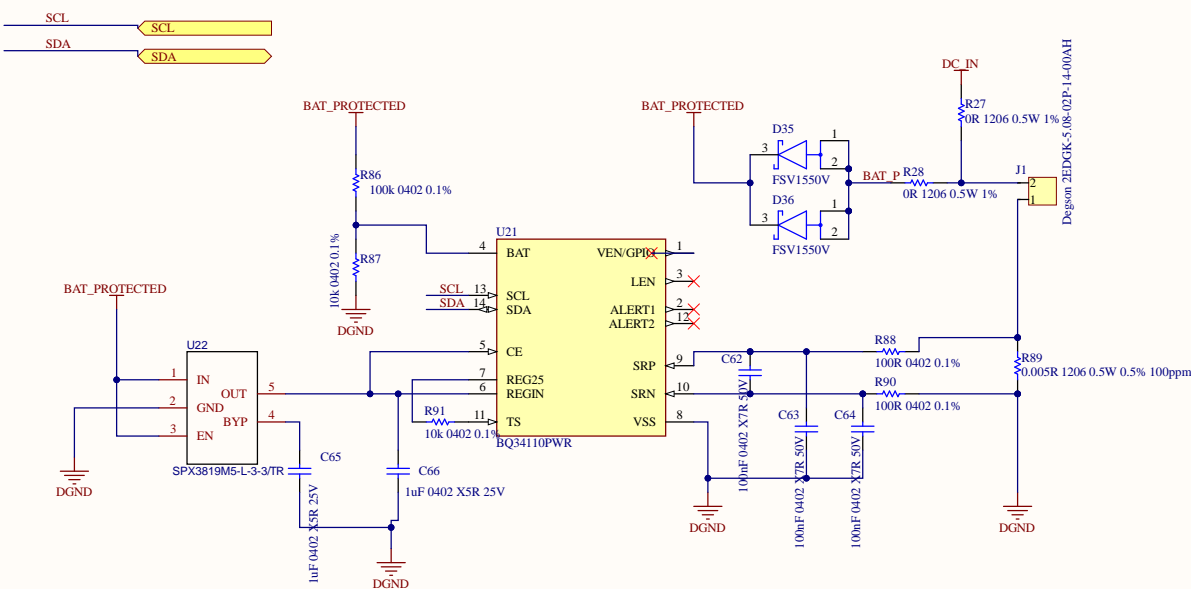 SCL
SCL
SDA
SDA
DC_IN
R27
0R 1206 0.5W 1%
BAT_PROTECTED
BAT_PROTECTED
D35
3
1
2
FSV1550V
D36
3
1
2
FSV1550V
BAT_P
R28
0R 1206 0.5W 1%
J1
2
1
Degson 2EDGK-5.08-02P-14-00AH
R86
100k 0402 0.1%
R87
10k 0402 0.1%
DGND
BAT_PROTECTED
U21
4
BAT
VEN/GPIO
1
LEN
3
SCL
13
SCL
SDA
14
SDA
ALERT1
2
ALERT2
12
5
CE
7
REG25
6
REGIN
11
TS
SRP
9
SRN
10
VSS
8
BQ34110PWR
R91
10k 0402 0.1%
U22
1
IN
2
GND
3
EN
OUT
5
BYP
4
SPX3819M5-L-3-3/TR
DGND
C65
1uF 0402 X5R 25V
C66
1uF 0402 X5R 25V
DGND
C62
100nF 0402 X7R 50V
C63
100nF 0402 X7R 50V
C64
100nF 0402 X7R 50V
R88
100R 0402 0.1%
R90
100R 0402 0.1%
R89
0.005R 1206 0.5W 0.5% 100ppm
DGND
DGND